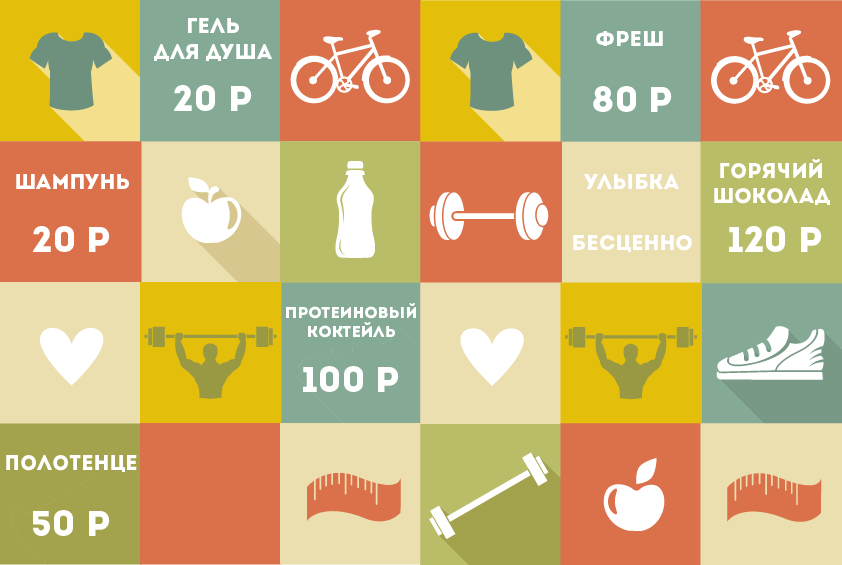 ГЕЛЬ
ДЛЯ ДУША
20 Р
ФРЕШ
80 Р
ШАМПУНЬ
20 Р
УЛЫБКА
БЕСЦЕННО
ГОРЯЧИЙ
ШОКОЛАД
120 Р
ПРОТЕИНОВЫЙ
КОКТЕЙЛЬ
100 Р
ПОЛОТЕНЦЕ
50 Р